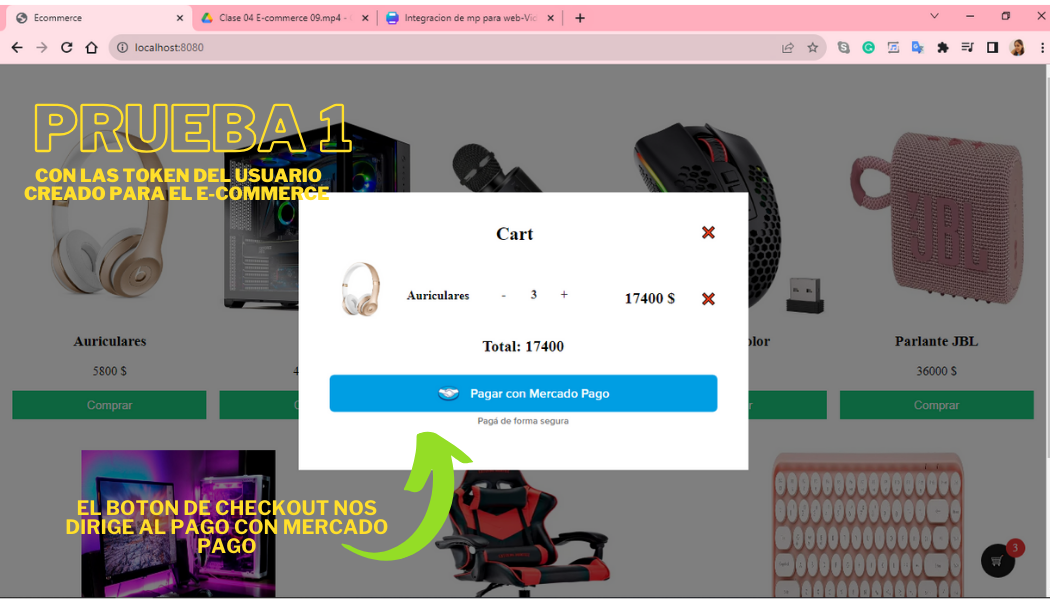 Ecommerce
Clase 04 E-commerce 09.mp4 -
Integracion de mp para web-Vic
localhost:8080
PRUEBA 1
CON LAS TOKEN DEL USUARIO
CREADO PARA EL E-COMMERCE
Cart
Auriculares - 3 + 17400 $
Total: 17400
Pagar con Mercado Pago
Pagá de forma segura
JBL
Auriculares
5800 $
Comprar
Parlante JBL
36000 $
Comprar
EL BOTON DE CHECKOUT NOS
DIRIGE AL PAGO CON MERCADO
PAGO
3